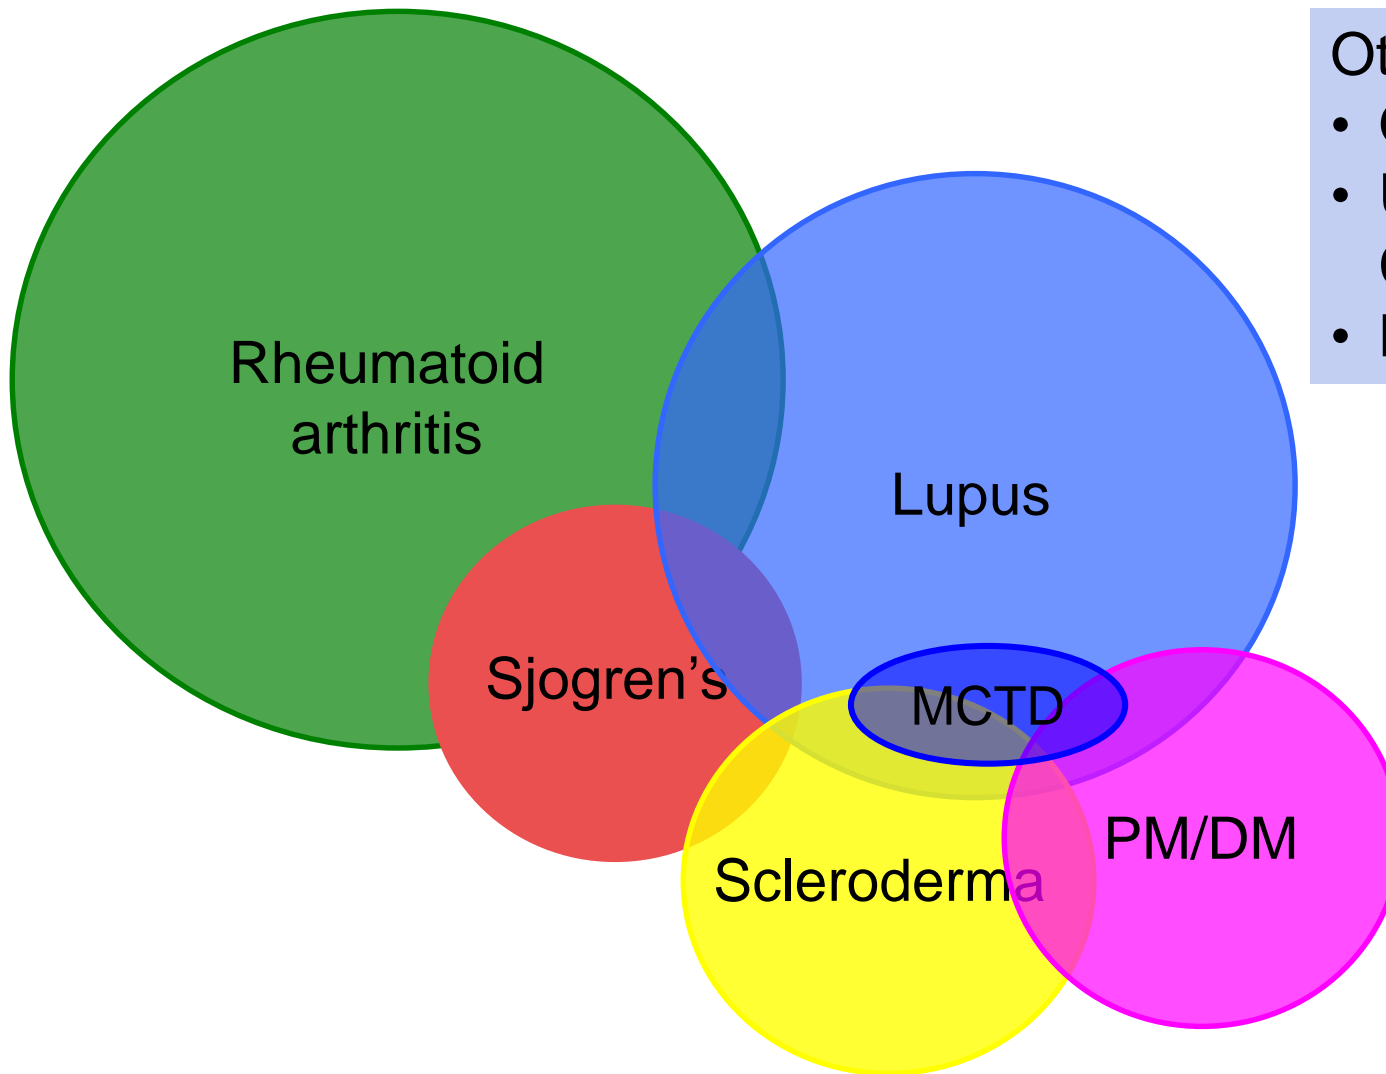 Rheumatoid
arthritis
Lupus
Sjogren’s
MCTD
Scleroderma
PM/DM